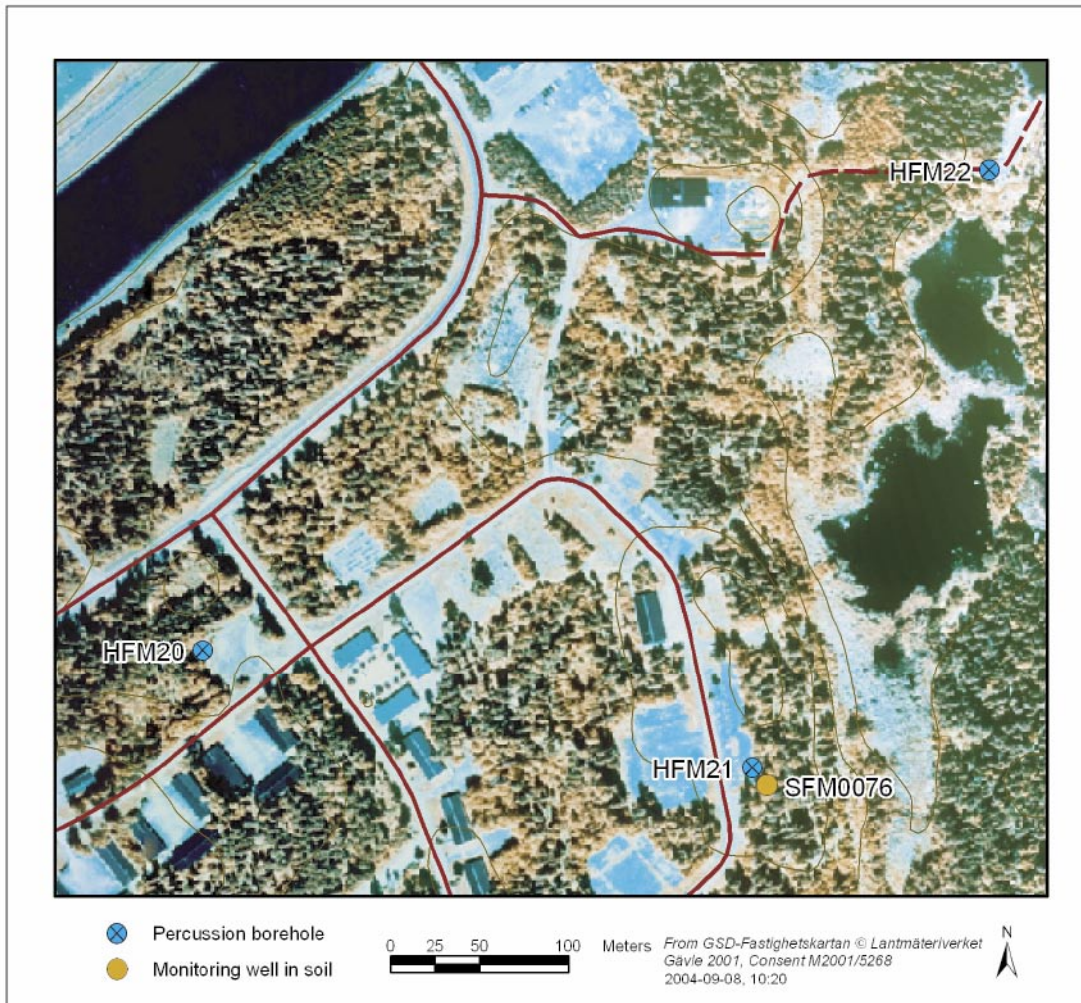 HFM22
HFM20
HFM21
SFM0076
Percussion borehole
Monitoring well in soil
0 25 50 100 Meters
From GSD-Fastighetskartan © Lantmäteriverket
Gävle 2001, Consent M2001/5268
2004-09-08, 10:20
N